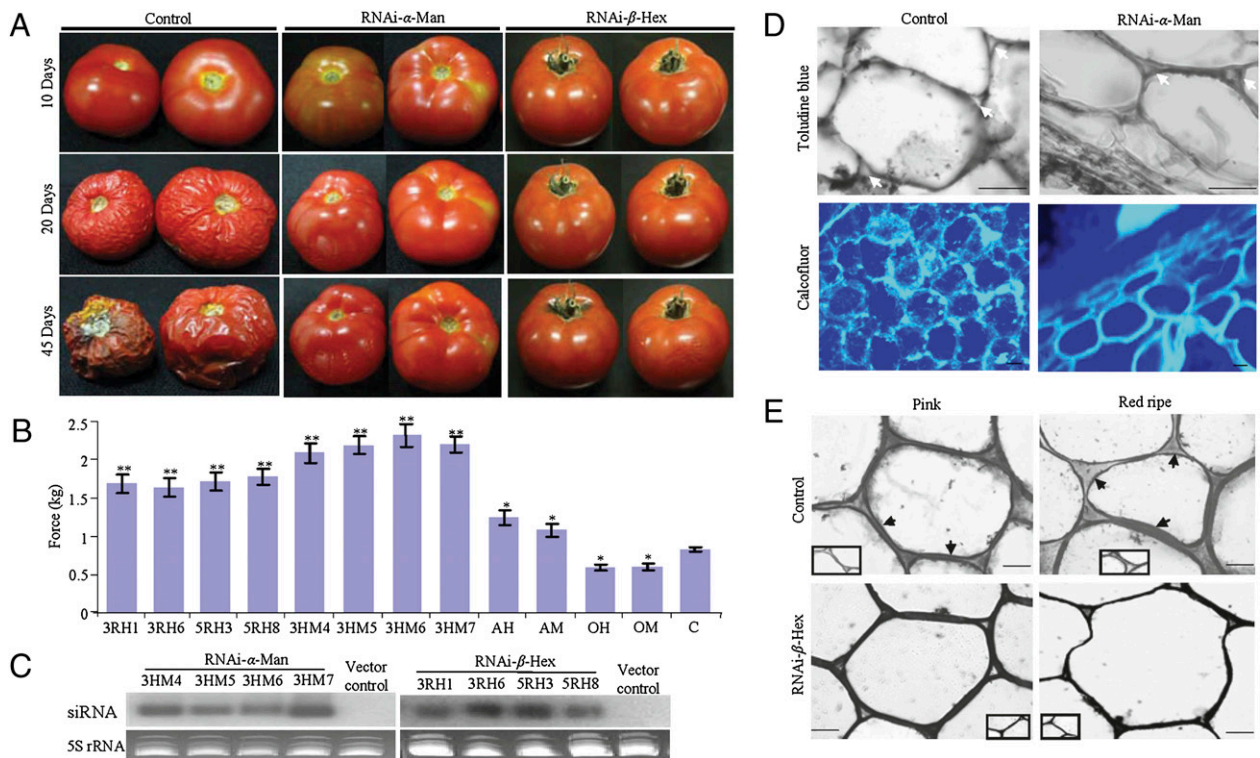 A
Control
RNAi-α-Man
RNAi-β-Hex
10 Days
20 Days
45 Days
B
Force (kg)
2.5
2
1.5
1
0.5
0
**
**
**
**
**
**
**
**
*
*
*
*
3RH1 3RH6 5RH3 5RH8 3HM4 3HM5 3HM6 3HM7 AH AM OH OM C
C
RNAi-α-Man
Vector control
3HM4 3HM5 3HM6 3HM7
RNAi-β-Hex
Vector control
3RH1 3RH6 5RH3 5RH8
siRNA
5S rRNA
D
Control
RNAi-α-Man
Toludine blue
Calcofluor
E
Pink
Red ripe
Control
RNAi-β-Hex